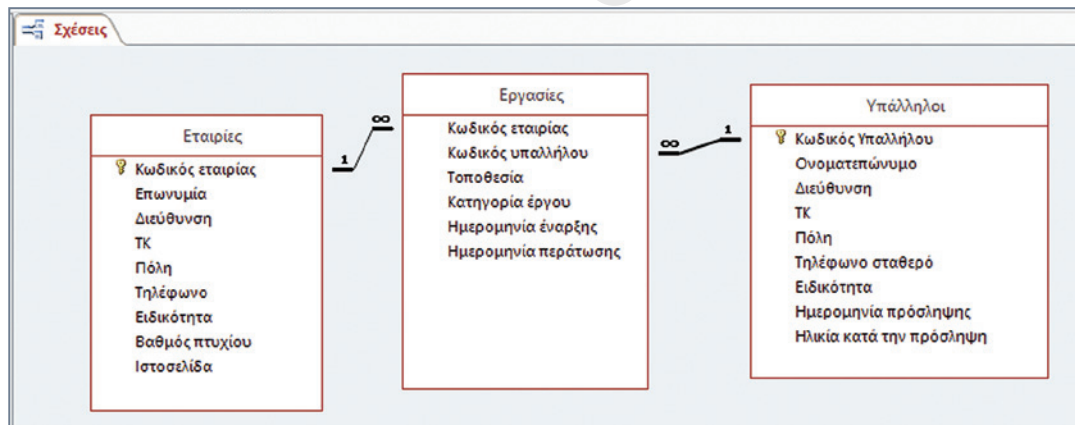 Σχέσεις
Εταιρίες
Κωδικός εταιρίας
Επωνυμία
Διεύθυνση
ΤΚ
Πόλη
Τηλέφωνο
Ειδικότητα
Βαθμός πτυχίου
Ιστοσελίδα
1
∞
Εργασίες
Κωδικός εταιρίας
Κωδικός υπαλλήλου
Τοποθεσία
Κατηγορία έργου
Ημερομηνία έναρξης
Ημερομηνία περάτωσης
∞
1
Υπάλληλοι
Κωδικός Υπαλλήλου
Ονοματεπώνυμο
Διεύθυνση
ΤΚ
Πόλη
Τηλέφωνο σταθερό
Ειδικότητα
Ημερομηνία πρόσληψης
Ηλικία κατά την πρόσληψη